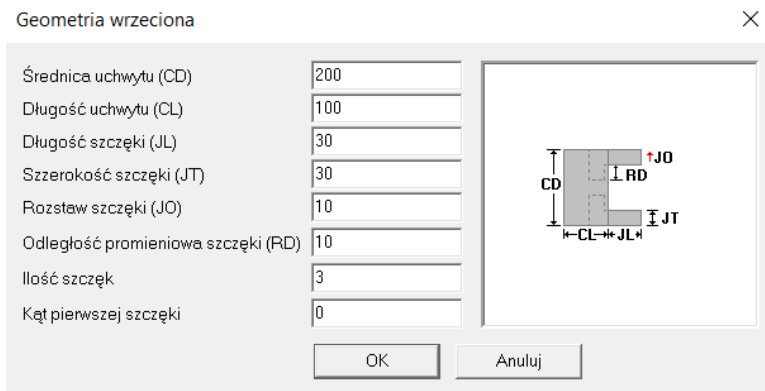 Geometria wrzeciona
Średnica uchwytu (CD) 200
Długość uchwytu (CL) 100
Długość szczęki (JL) 30
Szzerokość szczęki (JT) 30
Rozstaw szczęki (JO) 10
Odległość promieniowa szczęki (RD) 10
Ilość szczęk 3
Kąt pierwszej szczęki 0
JO
RD
CD
JT
CL JL
OK Anuluj